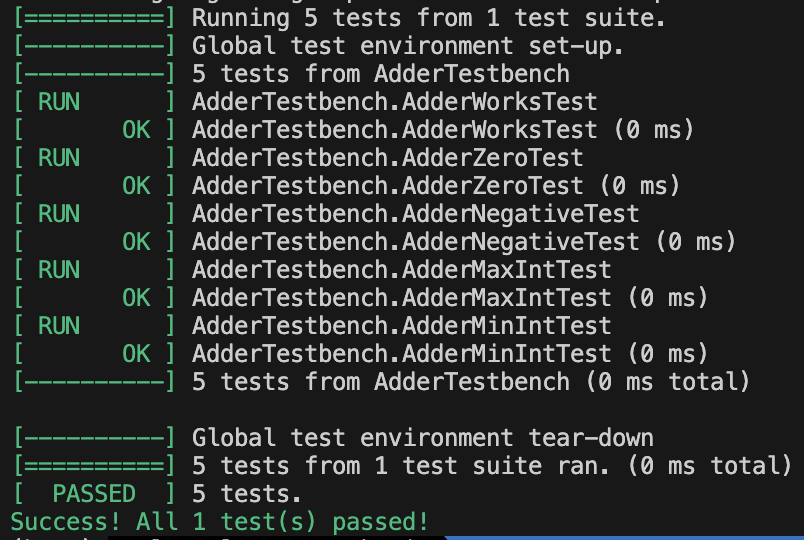 [==========] Running 5 tests from 1 test suite.
[----------] Global test environment set-up.
[----------] 5 tests from AdderTestbench
[ RUN      ] AdderTestbench.AdderWorksTest
[       OK ] AdderTestbench.AdderWorksTest (0 ms)
[ RUN      ] AdderTestbench.AdderZeroTest
[       OK ] AdderTestbench.AdderZeroTest (0 ms)
[ RUN      ] AdderTestbench.AdderNegativeTest
[       OK ] AdderTestbench.AdderNegativeTest (0 ms)
[ RUN      ] AdderTestbench.AdderMaxIntTest
[       OK ] AdderTestbench.AdderMaxIntTest (0 ms)
[ RUN      ] AdderTestbench.AdderMinIntTest
[       OK ] AdderTestbench.AdderMinIntTest (0 ms)
[----------] 5 tests from AdderTestbench (0 ms total)
[----------] Global test environment tear-down
[==========] 5 tests from 1 test suite ran. (0 ms total)
[  PASSED  ] 5 tests.
Success! All 1 test(s) passed!